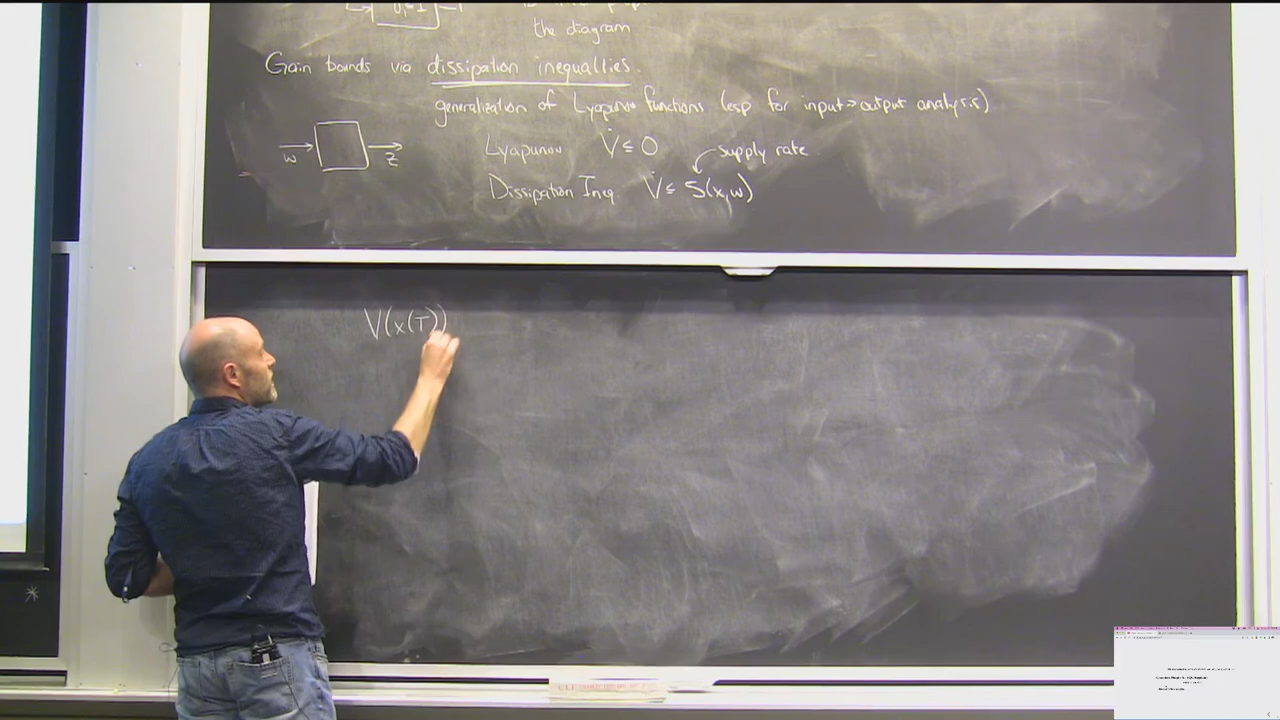 the diagram
Gain bounds via dissipation inequalities.
generalization of Lyapunov functions (esp for input→output analysis)
w z
Lyapunov V̇ ≤ 0
supply rate
Dissipation Ineq. V̇ ≤ S(x,w)
V(x(T))